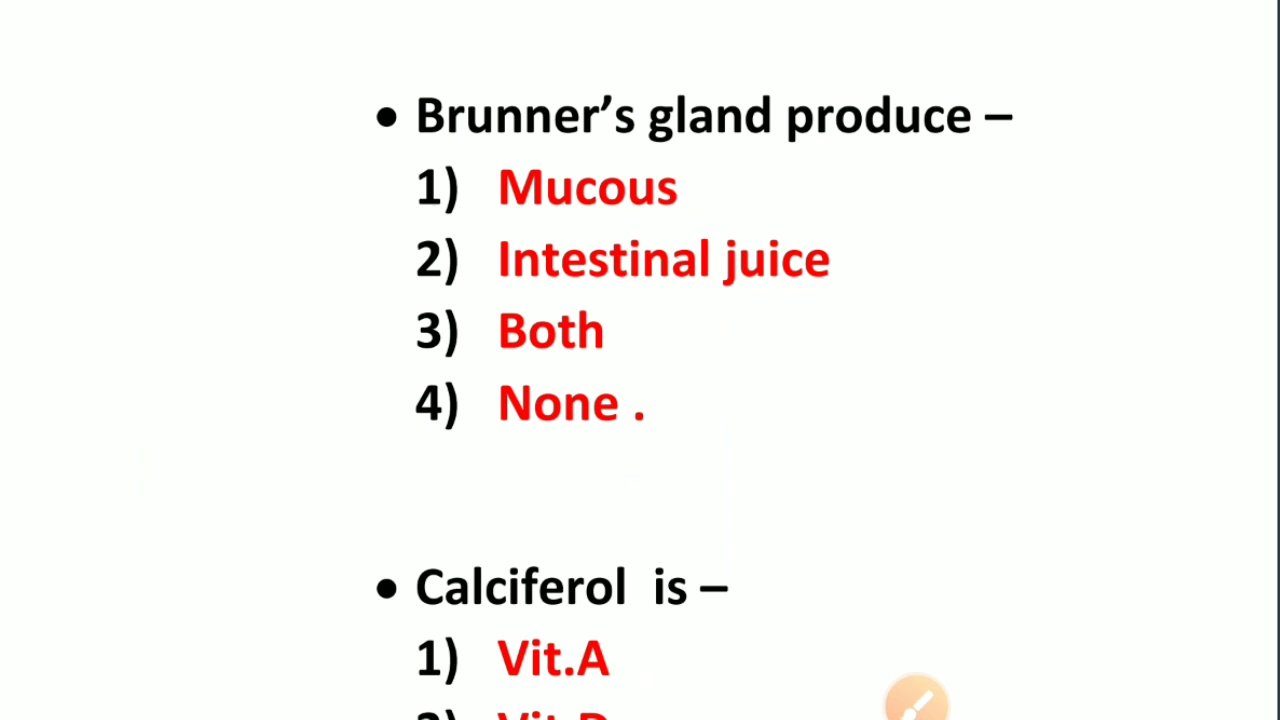 • Brunner’s gland produce –
1) Mucous
2) Intestinal juice
3) Both
4) None .
• Calciferol is –
1) Vit.A